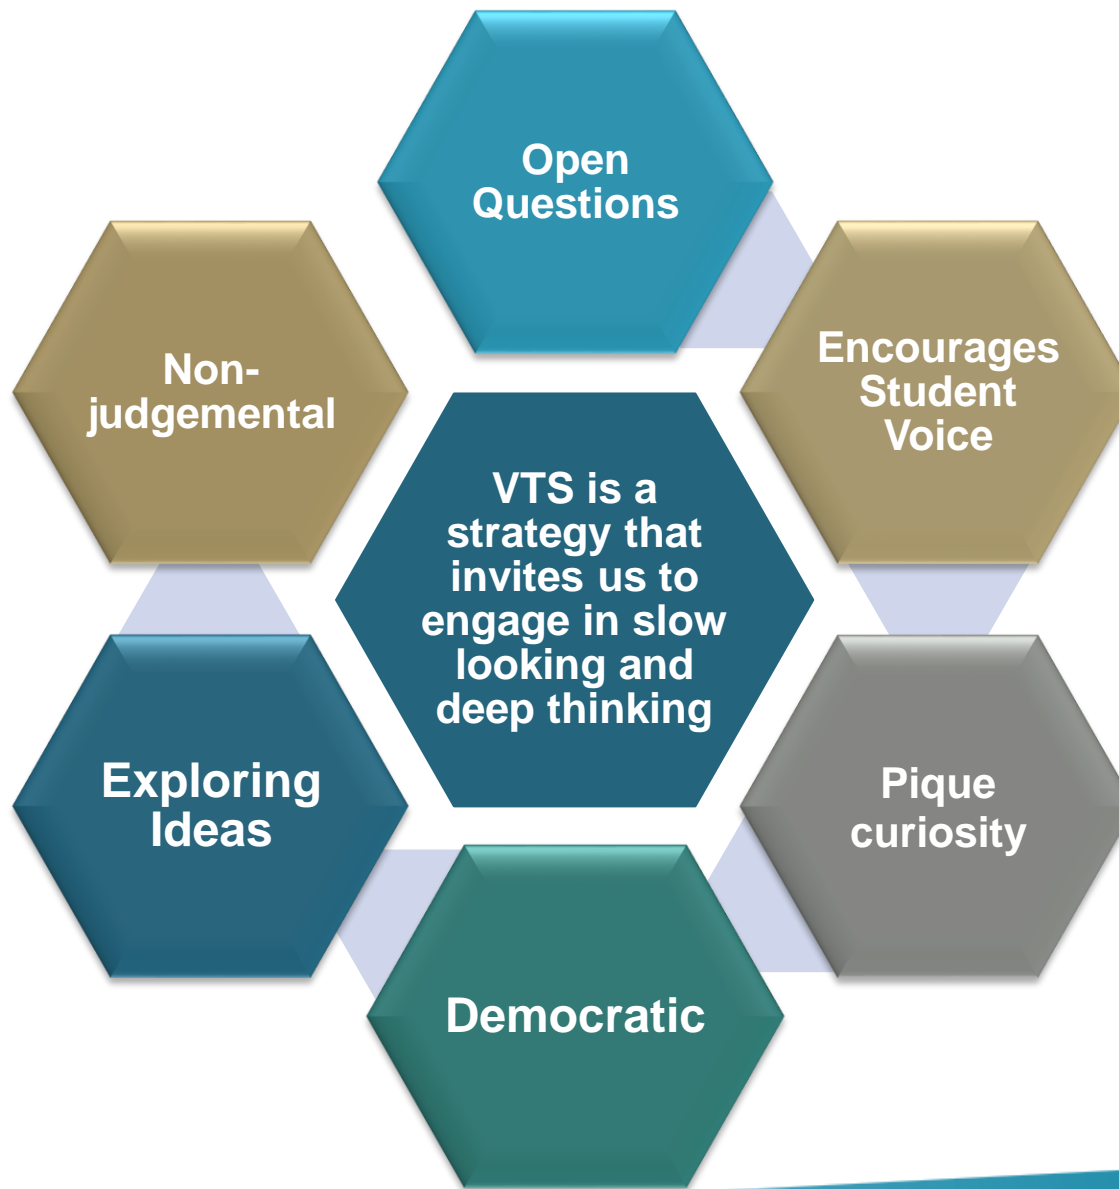 Open
Questions
Encourages
Student
Voice
Non-
judgemental
VTS is a
strategy that
invites us to
engage in slow
looking and
deep thinking
Pique
curiosity
Exploring
Ideas
Democratic